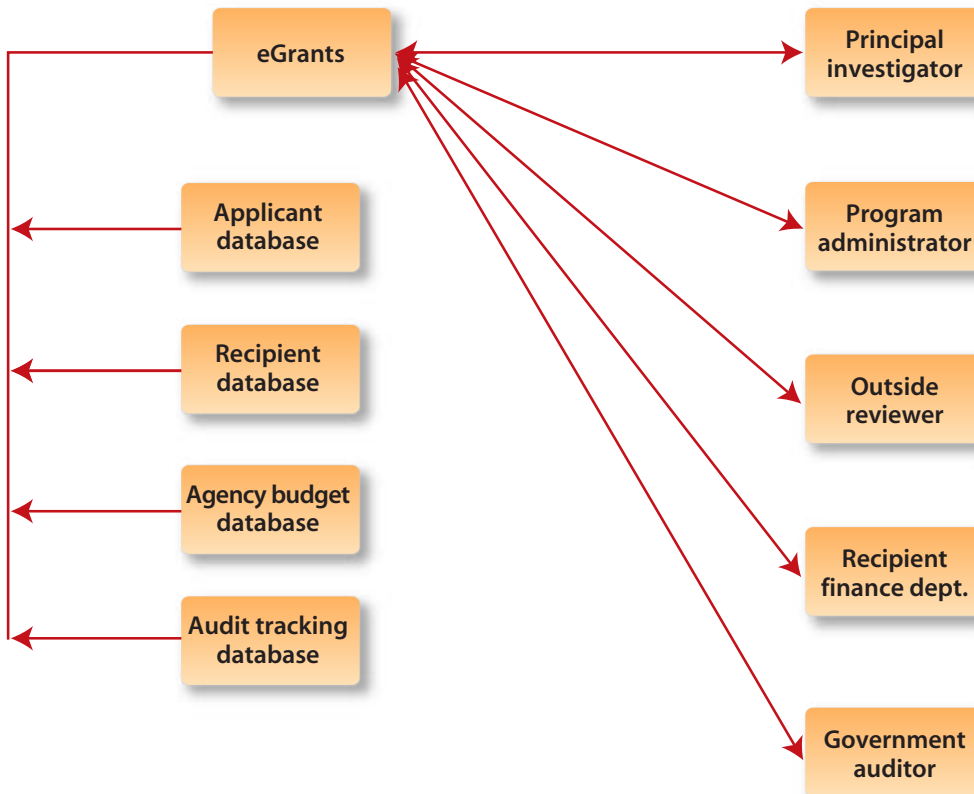 eGrants
Applicant
database
Recipient
database
Agency budget
database
Audit tracking
database
Principal
investigator
Program
administrator
Outside
reviewer
Recipient
finance dept.
Government
auditor